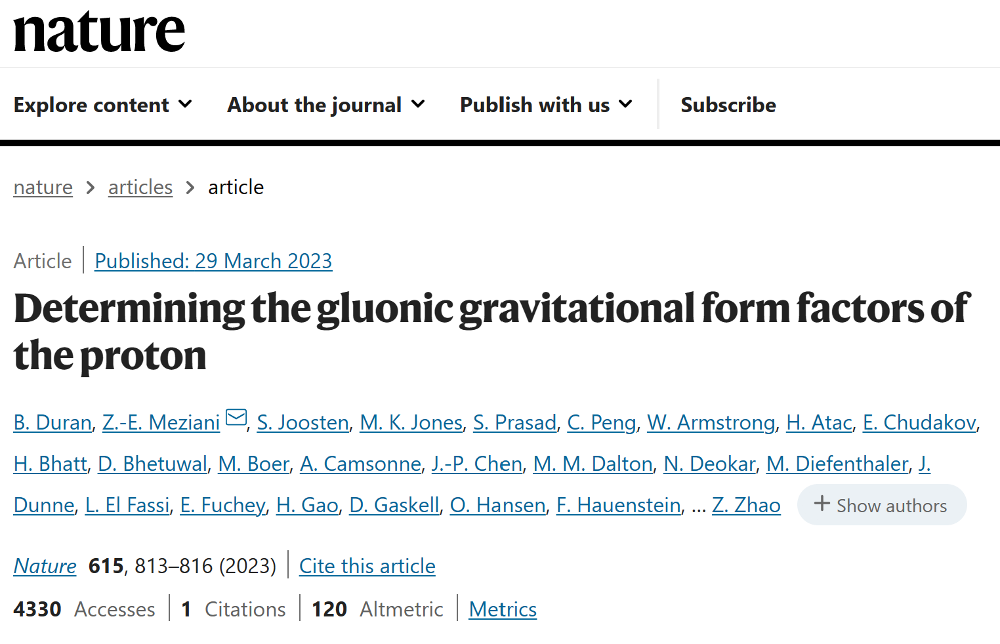 nature
Explore content About the journal Publish with us Subscribe
nature > articles > article
Article | Published: 29 March 2023
Determining the gluonic gravitational form factors of
the proton
B. Duran, Z.-E. Meziani, S. Joosten, M. K. Jones, S. Prasad, C. Peng, W. Armstrong, H. Atac, E. Chudakov,
H. Bhatt, D. Bhetuwal, M. Boer, A. Camsonne, J.-P. Chen, M. M. Dalton, N. Deokar, M. Diefenthaler, J.
Dunne, L. El Fassi, E. Fuchey, H. Gao, D. Gaskell, O. Hansen, F. Hauenstein, … Z. Zhao + Show authors
Nature 615, 813–816 (2023) | Cite this article
4330 Accesses | 1 Citations | 120 Altmetric | Metrics